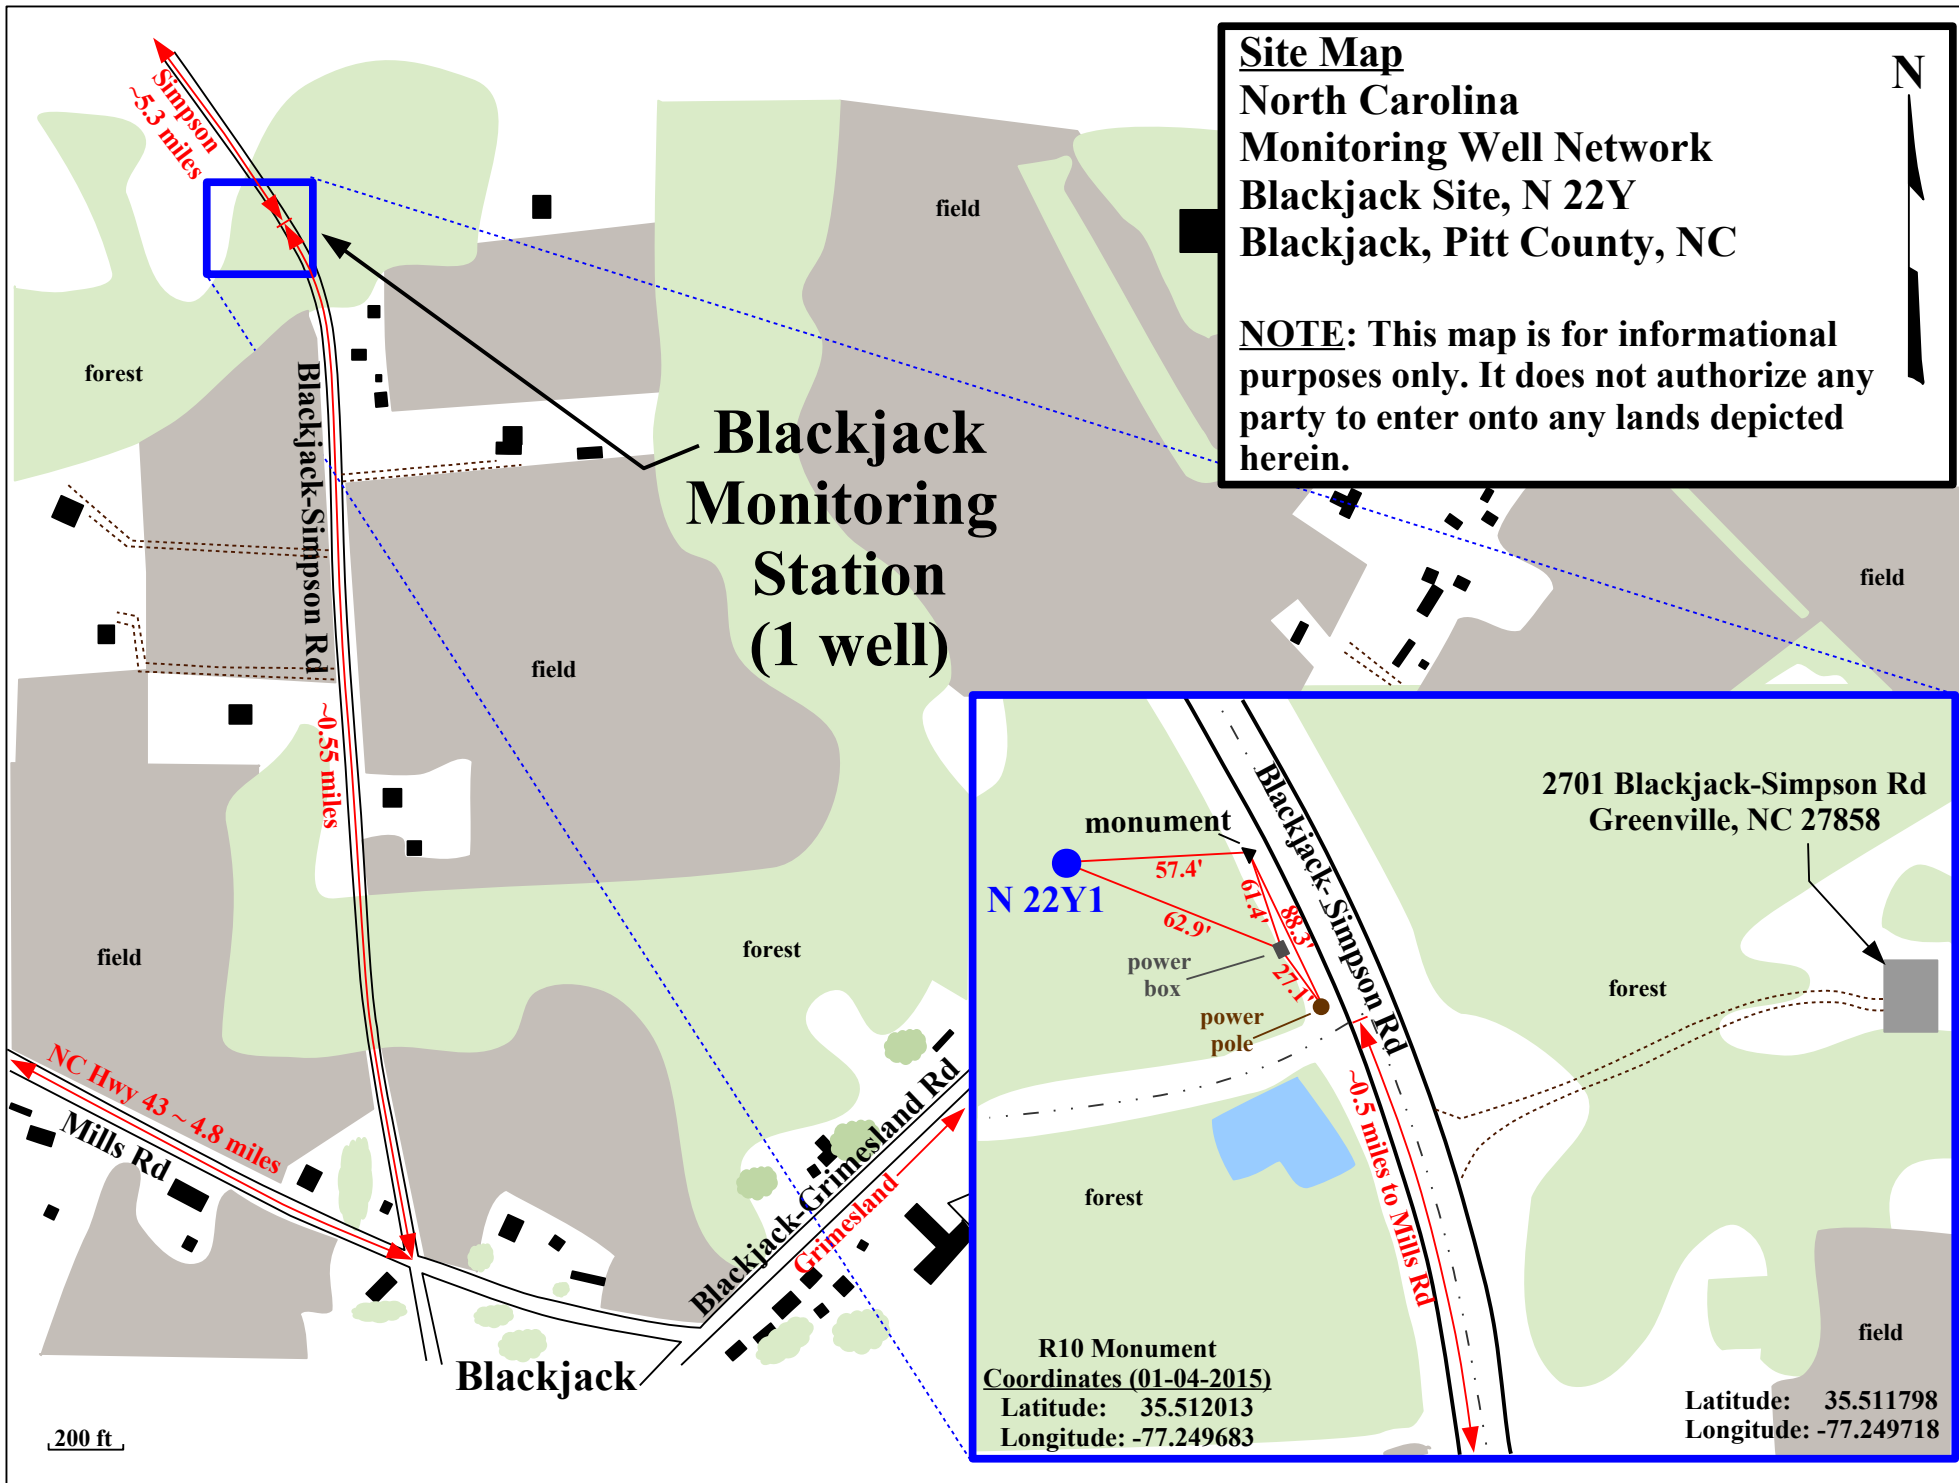 Site Map
North Carolina
Monitoring Well Network
Blackjack Site, N 22Y
Blackjack, Pitt County, NC
NOTE: This map is for informational
purposes only. It does not authorize any
party to enter onto any lands depicted
herein.
N
Simpson
~5.3 miles
field
forest
Blackjack-Simpson Rd
Blackjack
Monitoring
Station
(1 well)
field
field
~0.55 miles
field
forest
NC Hwy 43 ~ 4.8 miles
Mills Rd
Blackjack-Grimesland Rd
Grimesland
Blackjack
200 ft
Blackjack-Simpson Rd
2701 Blackjack-Simpson Rd
Greenville, NC 27858
monument
57.4'
N 22Y1
61.4'
88.3'
62.9'
power
box
27.1'
power
pole
forest
~0.5 miles to Mills Rd
forest
field
R10 Monument
Coordinates (01-04-2015)
Latitude: 35.512013
Longitude: -77.249683
Latitude: 35.511798
Longitude: -77.249718